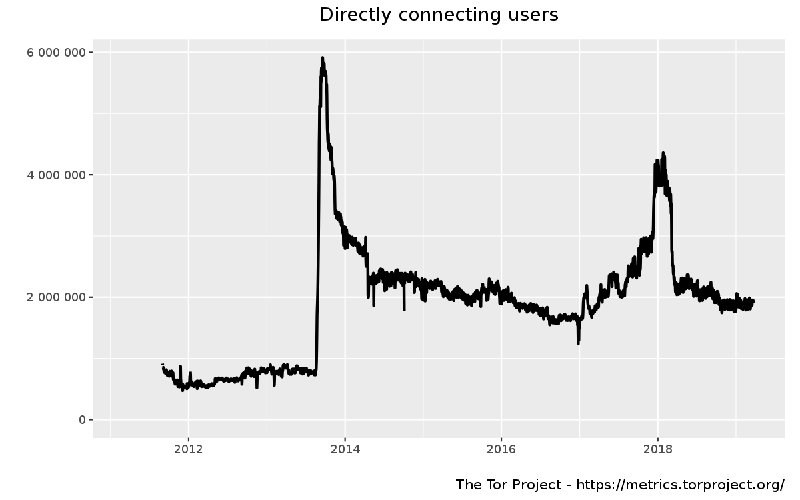 Directly connecting users
6 000 000
4 000 000
2 000 000
0
2012 2014 2016 2018
The Tor Project - https://metrics.torproject.org/